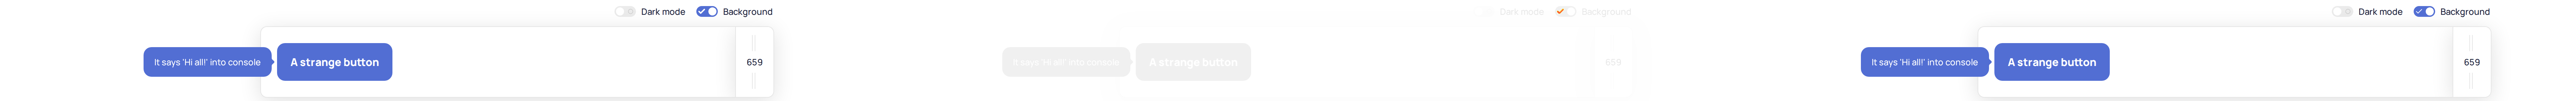 Dark mode Background
It says 'Hi all!' into console A strange button 659
Dark mode Background
It says 'Hi all!' into console A strange button 659
Dark mode Background
It says 'Hi all!' into console A strange button 659